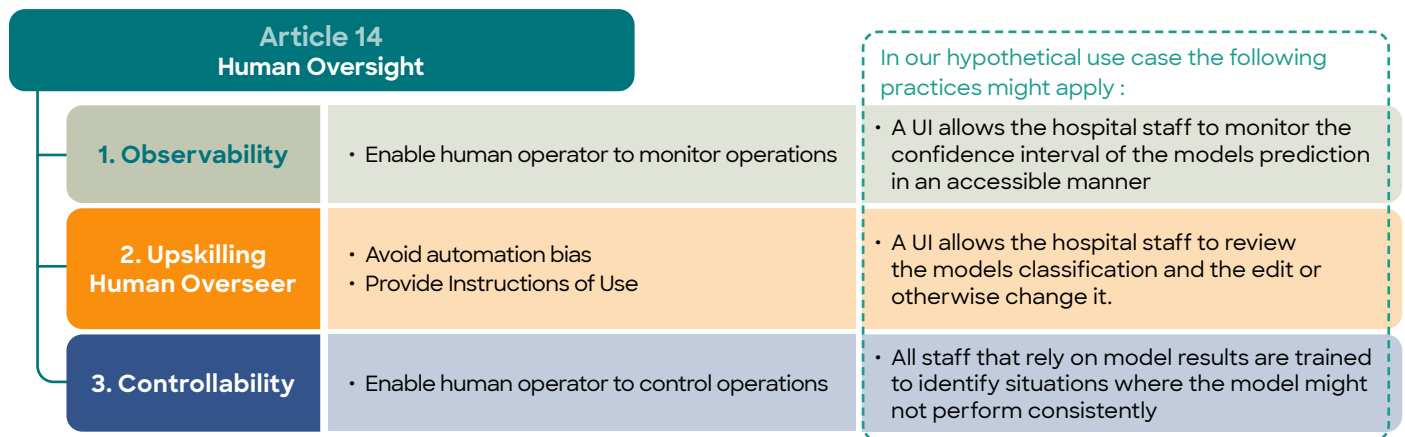 Article 14
Human Oversight
In our hypothetical use case the following
practices might apply :
1. Observability
• Enable human operator to monitor operations
• A UI allows the hospital staff to monitor the
confidence interval of the models prediction
in an accessible manner
2. Upskilling
Human Overseer
• Avoid automation bias
• Provide Instructions of Use
• A UI allows the hospital staff to review
the models classification and the edit or
otherwise change it.
3. Controllability
• Enable human operator to control operations
• All staff that rely on model results are trained
to identify situations where the model might
not perform consistently